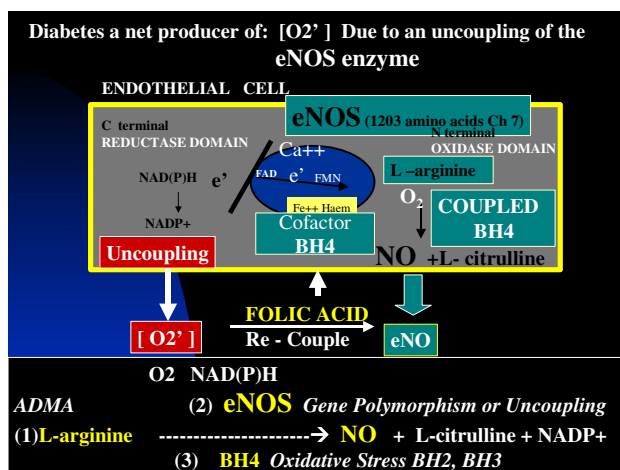 Diabetes a net producer of: [O2’ ] Due to an uncoupling of the
eNOS enzyme
ENDOTHELIAL CELL
eNOS (1203 amino acids Ch 7)
C terminal
REDUCTASE DOMAIN
N terminal
OXIDASE DOMAIN
Ca++
NAD(P)H
e’
FAD
e’
FMN
L –arginine
O2
NADP+
Fe++ Haem
Cofactor
BH4
COUPLED
BH4
Uncoupling
NO +L- citrulline
FOLIC ACID
[ O2’ ]
Re - Couple
eNO
O2 NAD(P)H
ADMA (2) eNOS Gene Polymorphism or Uncoupling
(1)L-arginine ----------------------→ NO + L-citrulline + NADP+
(3) BH4 Oxidative Stress BH2, BH3